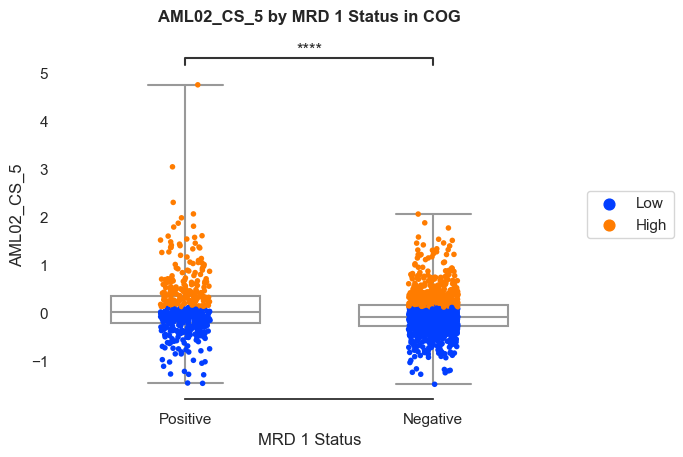 AML02_CS_5 by MRD 1 Status in COG
****
5
4
3
2
1
0
−1
AML02_CS_5
Low
High
Positive
Negative
MRD 1 Status